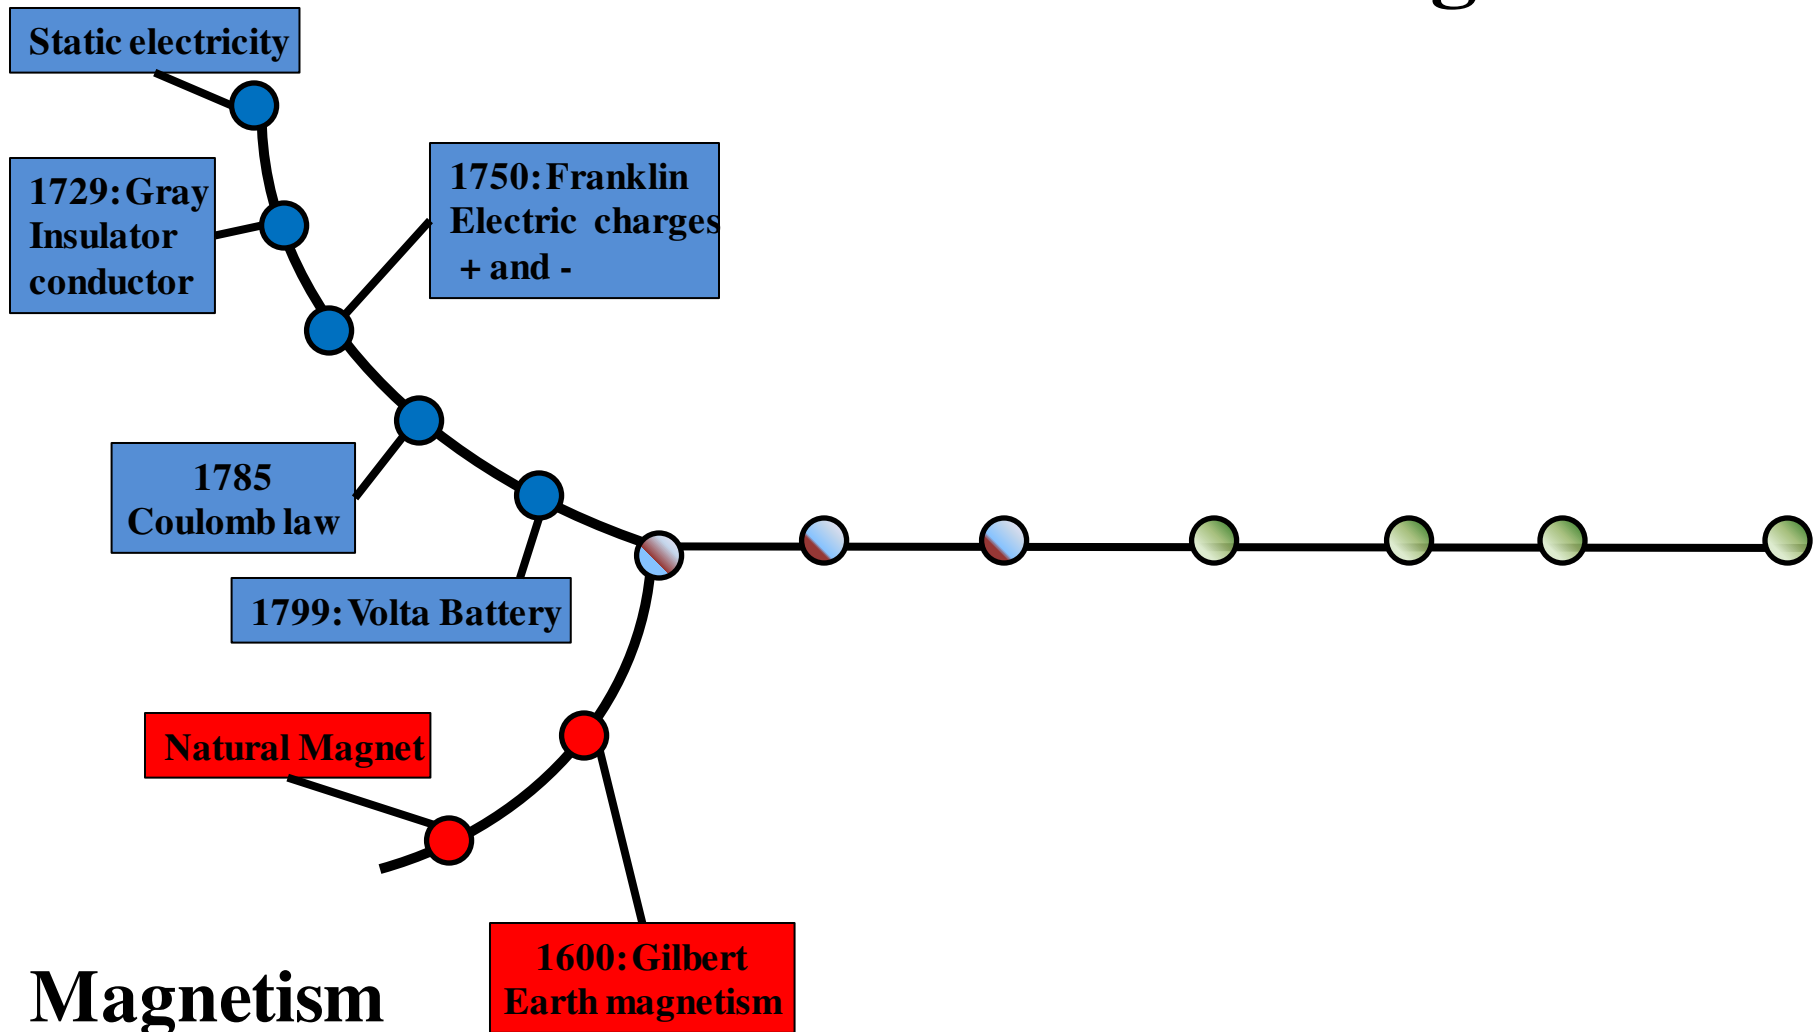 Static electricity
1729: Gray
Insulator
conductor
1750: Franklin
Electric charges
+ and -
1785
Coulomb law
1799: Volta Battery
Natural Magnet
1600: Gilbert
Earth magnetism
Magnetism